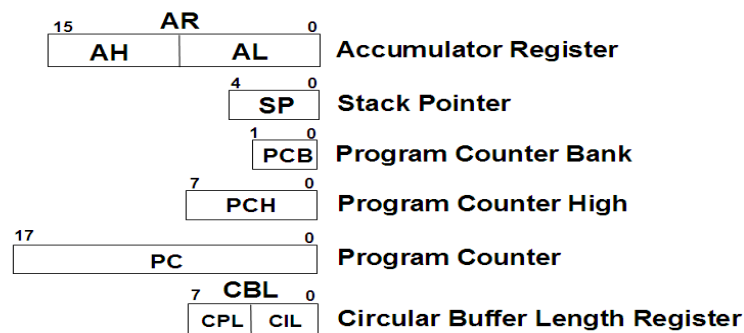 AR
15 0
AH AL Accumulator Register
4 0
SP Stack Pointer
1 0
PCB Program Counter Bank
7 0
PCH Program Counter High
17 0
PC Program Counter
CBL
7 0
CPL CIL Circular Buffer Length Register